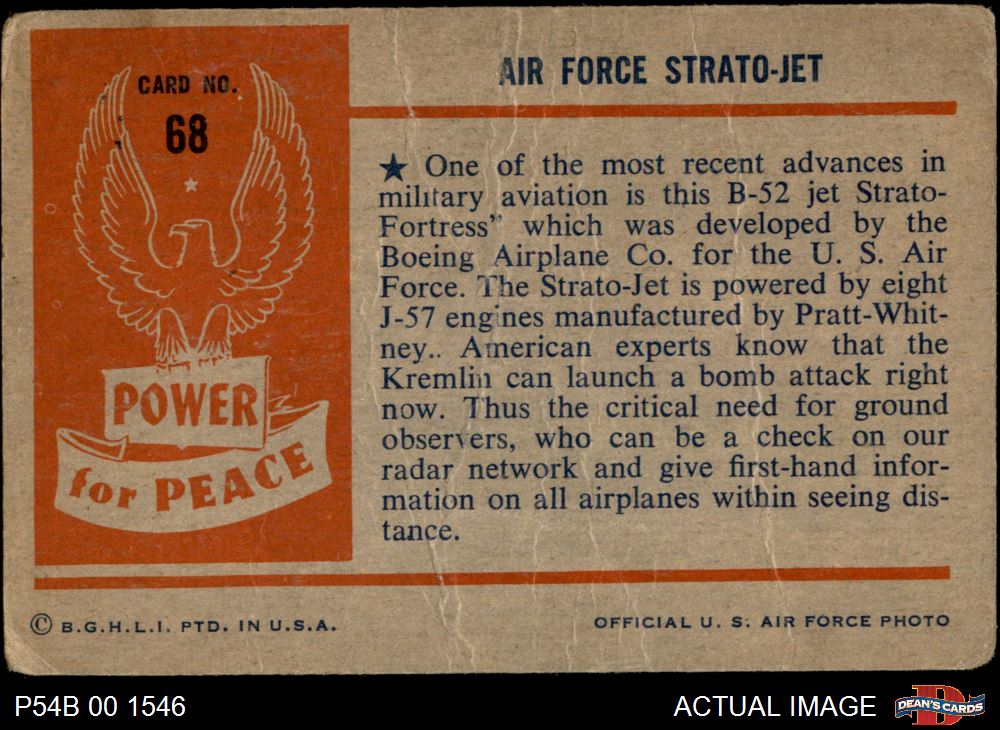 CARD NO.
68
POWER
for PEACE
AIR FORCE STRATO-JET
★ One of the most recent advances in
military aviation is this B-52 jet Strato-
Fortress” which was developed by the
Boeing Airplane Co. for the U. S. Air
Force. The Strato-Jet is powered by eight
J-57 engines manufactured by Pratt-Whit-
ney.. American experts know that the
Kremlin can launch a bomb attack right
now. Thus the critical need for ground
observers, who can be a check on our
radar network and give first-hand infor-
mation on all airplanes within seeing dis-
tance.
© B.G.H.L.I. PTD. IN U.S.A.
OFFICIAL U. S. AIR FORCE PHOTO
P54B 00 1546
ACTUAL IMAGE
D
DEAN'S CARDS